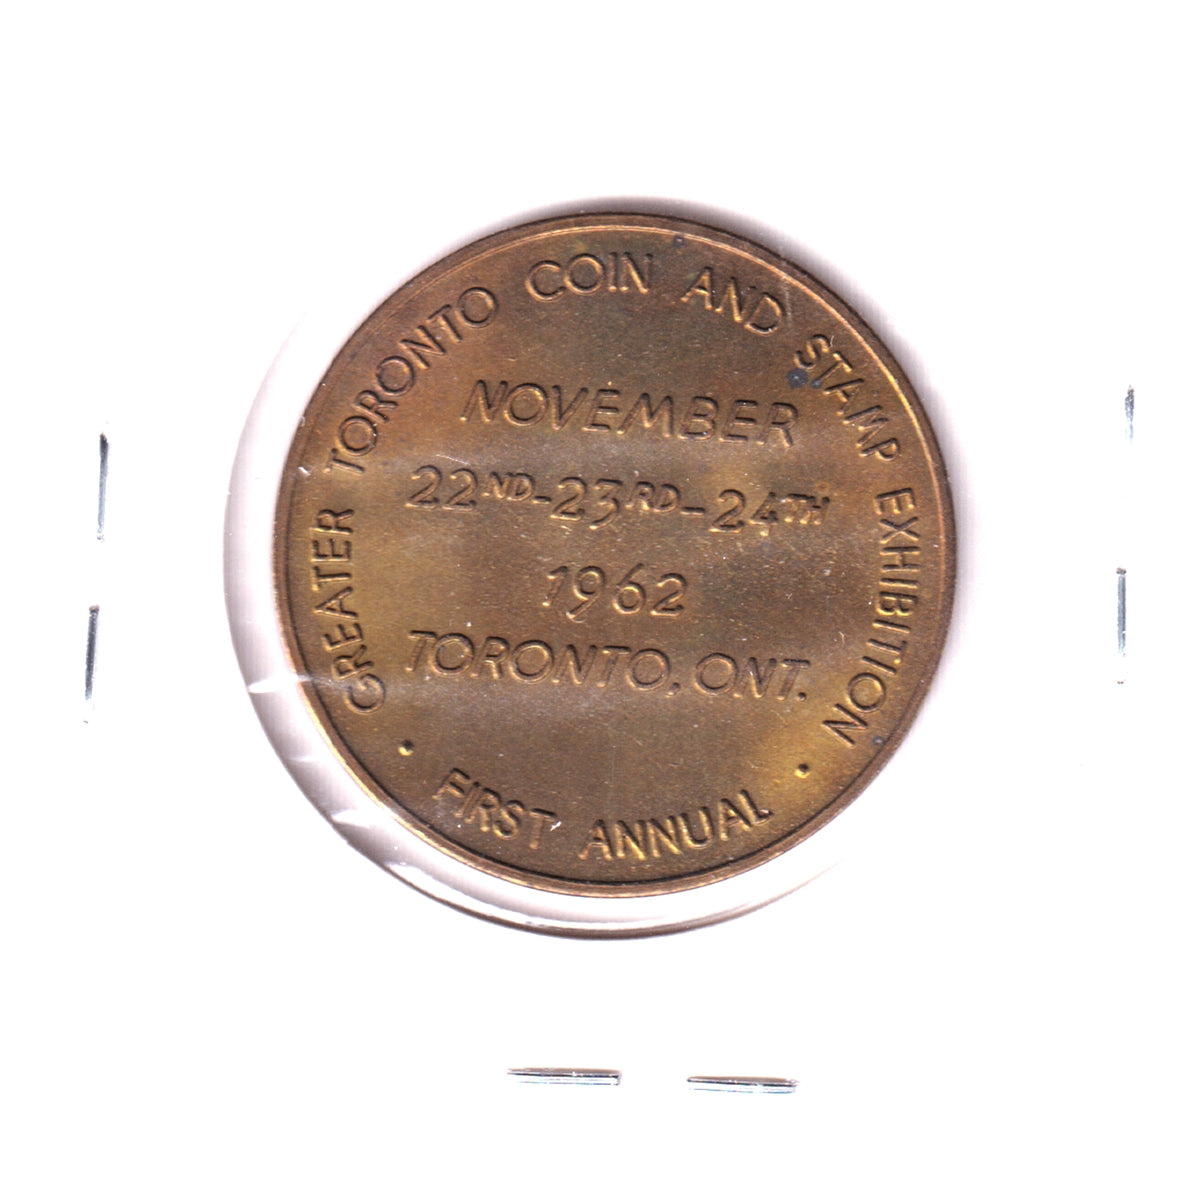 GREATER TORONTO COIN AND STAMP EXHIBITION
NOVEMBER
22ND-23RD-24TH
1962
TORONTO, ONT.
• FIRST ANNUAL •